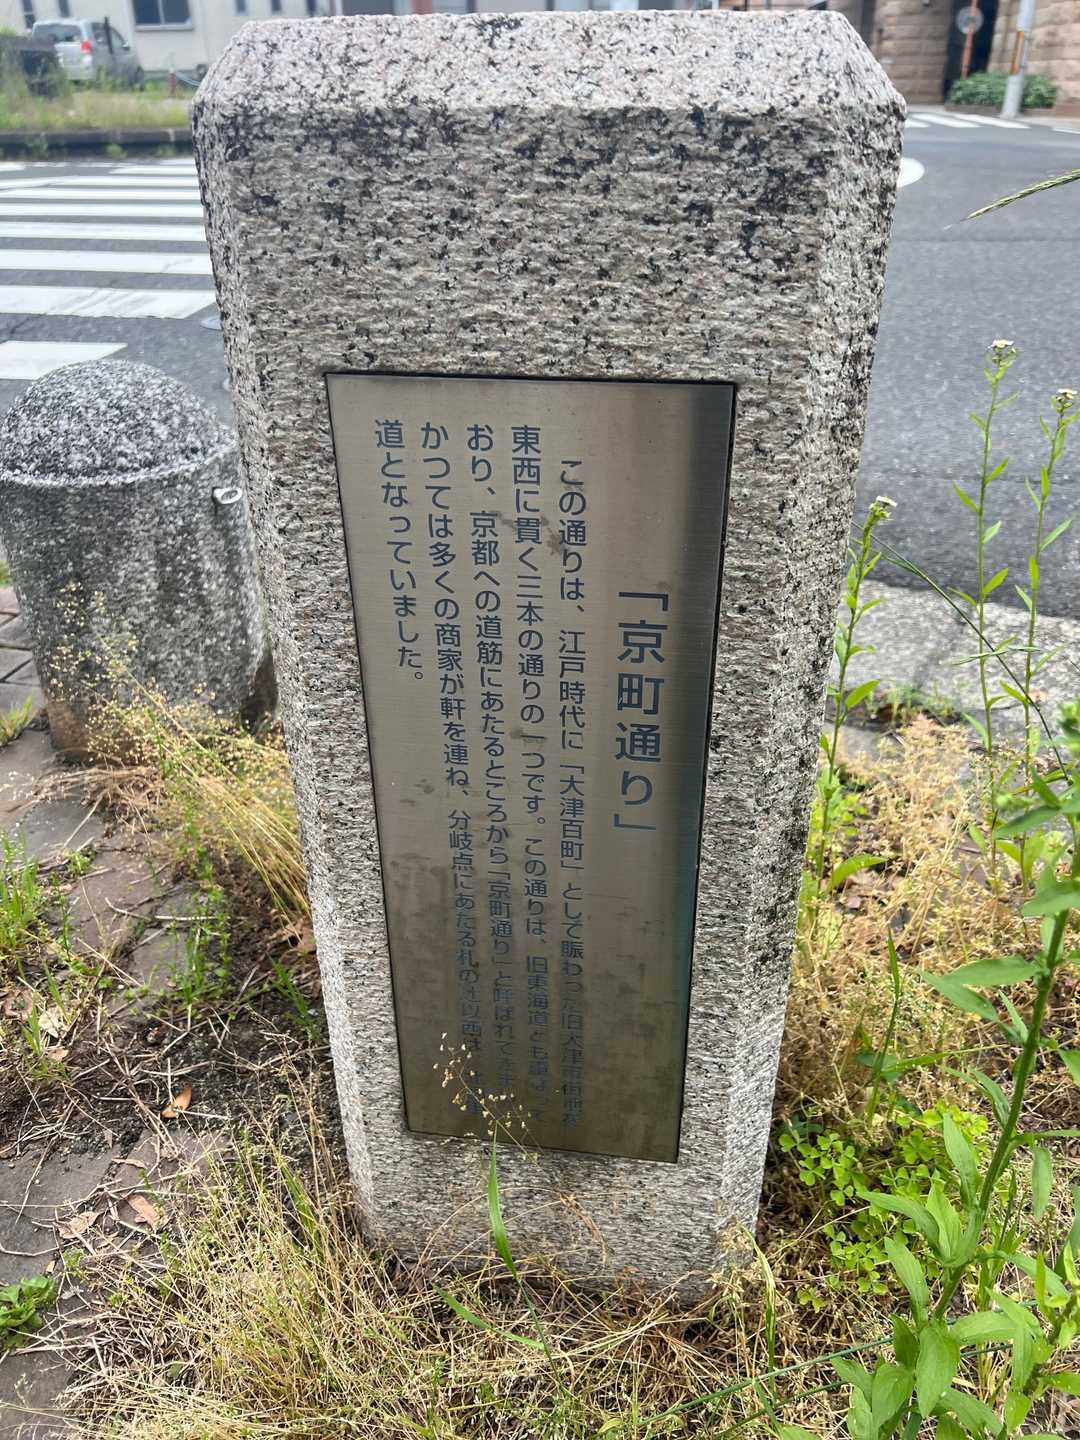 「京町通り」
この通りは、江戸時代に「大津百町」として賑わった旧大津市街地を
東西に貫く三本の通りの一つです。この通りは、旧東海道とも重なって
おり、京都への道筋にあたるところから「京町通り」と呼ばれてきました。
かつては多くの商家が軒を連ね、分岐点にあたる札の辻以西は
道となっていました。